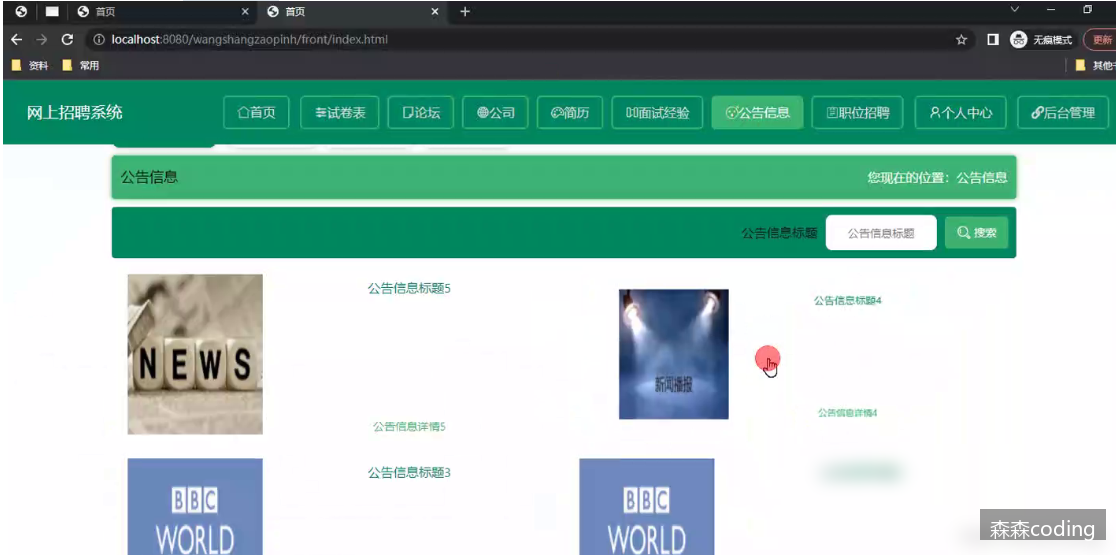 首页 首页
localhost:8080/wangshangzaopinh/front/index.html 无痕模式 更新
资料 常用 其他
网上招聘系统 首页 试卷表 论坛 公司 简历 面试经验 公告信息 职位招聘 个人中心 后台管理
公告信息 您现在的位置：公告信息
公告信息标题 公告信息标题 搜索
公告信息标题5 公告信息标题4
NEWS 新闻播报
公告信息详情5 公告信息详情4
公告信息标题3
BBC BBC
WORLD WORLD
森森coding